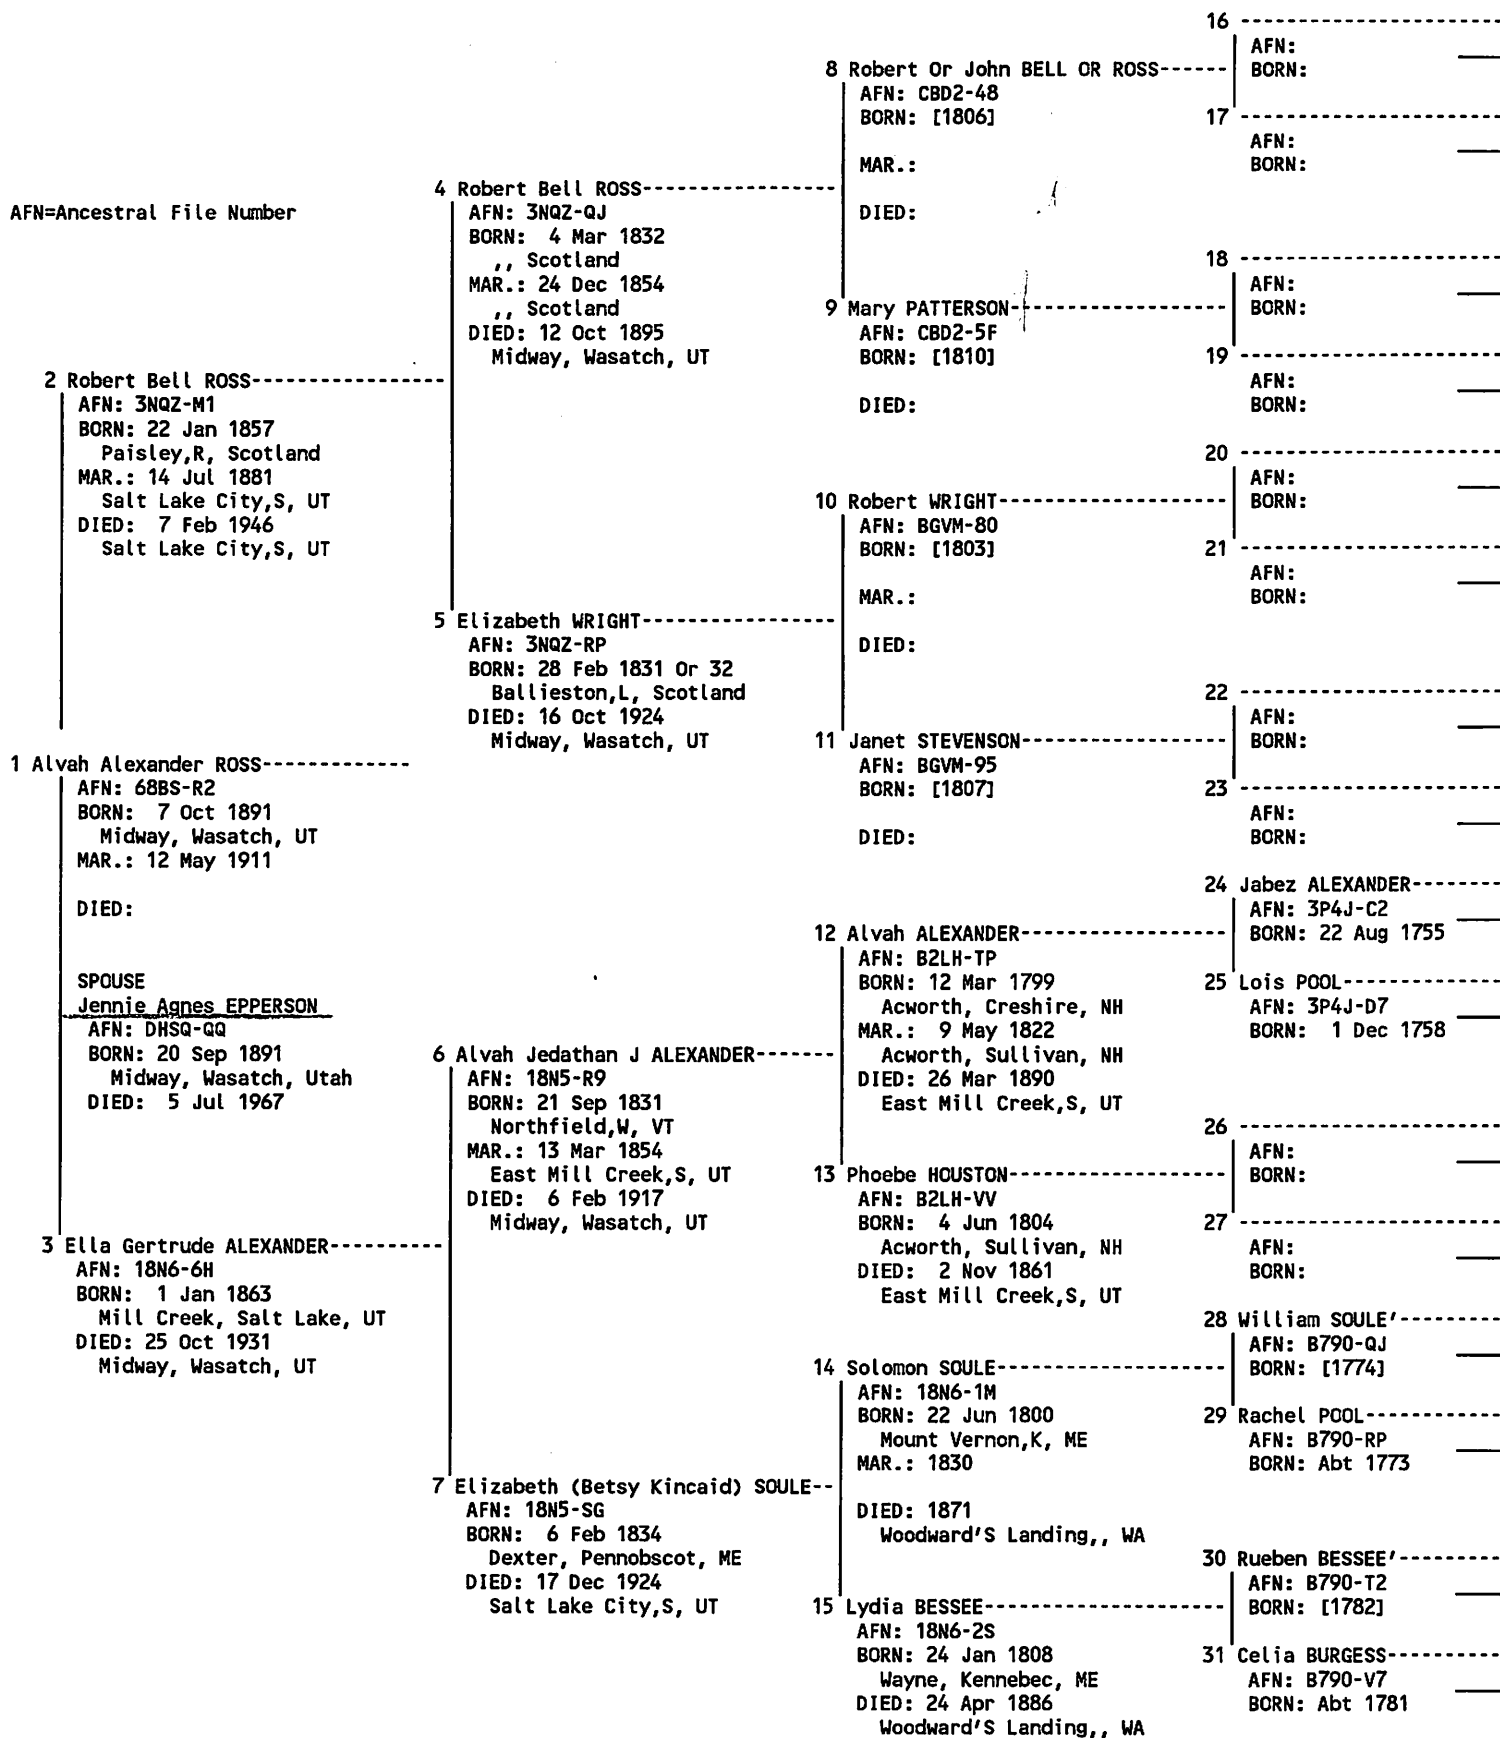 AFN=Ancestral File Number
1 Alvah Alexander ROSS------------
AFN: 68BS-R2
BORN: 7 Oct 1891
Midway, Wasatch, UT
MAR.: 12 May 1911
DIED:
SPOUSE
Jennie Agnes EPPERSON
AFN: DHSQ-QQ
BORN: 20 Sep 1891
Midway, Wasatch, Utah
DIED: 5 Jul 1967
2 Robert Bell ROSS----------------
AFN: 3NQZ-M1
BORN: 22 Jan 1857
Paisley,R, Scotland
MAR.: 14 Jul 1881
Salt Lake City,S, UT
DIED: 7 Feb 1946
Salt Lake City,S, UT
3 Ella Gertrude ALEXANDER----------
AFN: 18N6-6H
BORN: 1 Jan 1863
Mill Creek, Salt Lake, UT
DIED: 25 Oct 1931
Midway, Wasatch, UT
4 Robert Bell ROSS----------------
AFN: 3NQZ-QJ
BORN: 4 Mar 1832
,, Scotland
MAR.: 24 Dec 1854
,, Scotland
DIED: 12 Oct 1895
Midway, Wasatch, UT
5 Elizabeth WRIGHT----------------
AFN: 3NQZ-RP
BORN: 28 Feb 1831 Or 32
Ballieston,L, Scotland
DIED: 16 Oct 1924
Midway, Wasatch, UT
6 Alvah Jedathan J ALEXANDER-------
AFN: 18N5-R9
BORN: 21 Sep 1831
Northfield,W, VT
MAR.: 13 Mar 1854
East Mill Creek,S, UT
DIED: 6 Feb 1917
Midway, Wasatch, UT
7 Elizabeth (Betsy Kincaid) SOULE--
AFN: 18N5-SG
BORN: 6 Feb 1834
Dexter, Pennobscot, ME
DIED: 17 Dec 1924
Salt Lake City,S, UT
8 Robert Or John BELL OR ROSS------
AFN: CBD2-48
BORN: [1806]
MAR.:
DIED:
9 Mary PATTERSON------------------
AFN: CBD2-5F
BORN: [1810]
DIED:
10 Robert WRIGHT-------------------
AFN: BGVM-80
BORN: [1803]
MAR.:
DIED:
11 Janet STEVENSON-----------------
AFN: BGVM-95
BORN: [1807]
DIED:
12 Alvah ALEXANDER-----------------
AFN: B2LH-TP
BORN: 12 Mar 1799
Acworth, Creshire, NH
MAR.: 9 May 1822
Acworth, Sullivan, NH
DIED: 26 Mar 1890
East Mill Creek,S, UT
13 Phoebe HOUSTON------------------
AFN: B2LH-VV
BORN: 4 Jun 1804
Acworth, Sullivan, NH
DIED: 2 Nov 1861
East Mill Creek,S, UT
14 Solomon SOULE-------------------
AFN: 18N6-1M
BORN: 22 Jun 1800
Mount Vernon,K, ME
MAR.: 1830
DIED: 1871
Woodward'S Landing,, WA
15 Lydia BESSEE--------------------
AFN: 18N6-2S
BORN: 24 Jan 1808
Wayne, Kennebec, ME
DIED: 24 Apr 1886
Woodward'S Landing,, WA
16 ----------------------
AFN:
BORN:
17 ----------------------
AFN:
BORN:
18 ----------------------
AFN:
BORN:
19 ----------------------
AFN:
BORN:
20 ----------------------
AFN:
BORN:
21 ----------------------
AFN:
BORN:
22 ----------------------
AFN:
BORN:
23 ----------------------
AFN:
BORN:
24 Jabez ALEXANDER--------
AFN: 3P4J-C2
BORN: 22 Aug 1755
25 Lois POOL--------------
AFN: 3P4J-D7
BORN: 1 Dec 1758
26 ----------------------
AFN:
BORN:
27 ----------------------
AFN:
BORN:
28 William SOULE'---------
AFN: B790-QJ
BORN: [1774]
29 Rachel POOL------------
AFN: B790-RP
BORN: Abt 1773
30 Rueben BESSEE'---------
AFN: B790-T2
BORN: [1782]
31 Celia BURGESS----------
AFN: B790-V7
BORN: Abt 1781